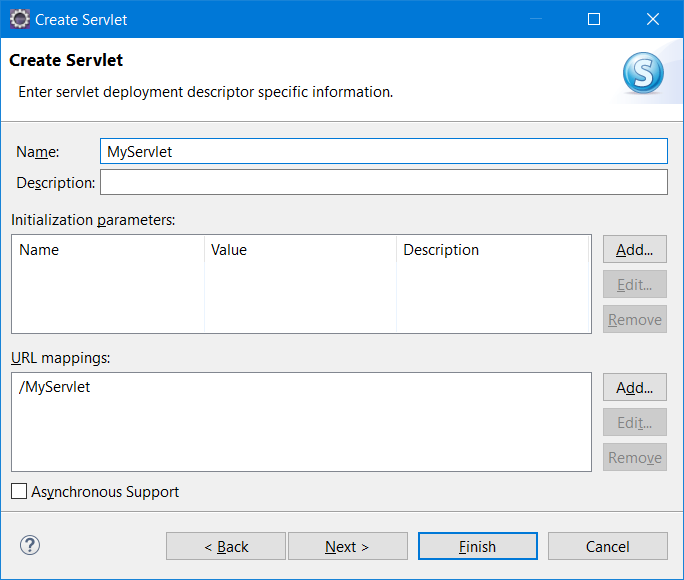 Create Servlet
Create Servlet
Enter servlet deployment descriptor specific information.
S
Name: MyServlet
Description:
Initialization parameters:
Name Value Description
Add...
Edit...
Remove
URL mappings:
/MyServlet
Add...
Edit...
Remove
Asynchronous Support
? < Back Next > Finish Cancel